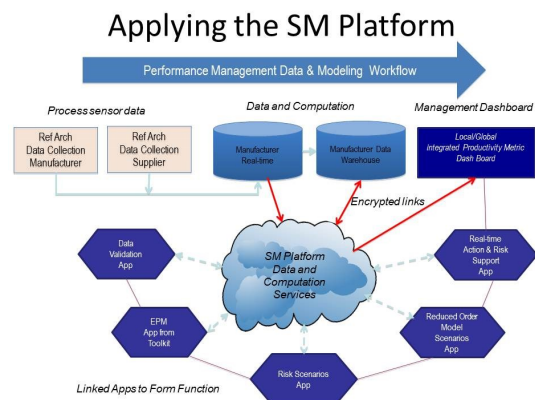 Applying the SM Platform
Performance Management Data & Modeling Workflow
Process sensor data
Data and Computation
Management Dashboard
Ref Arch
Data Collection
Manufacturer
Ref Arch
Data Collection
Supplier
Manufacturer
Real-time
Manufacturer Data
Warehouse
Local/Global
Integrated Productivity Metric
Dash Board
Encrypted links
SM Platform
Data and
Computation
Services
Data
Validation
App
Real-time
Action & Risk
Support
App
EPM
App from
Toolkit
Reduced Order
Model
Scenarios
App
Risk Scenarios
App
Linked Apps to Form Function